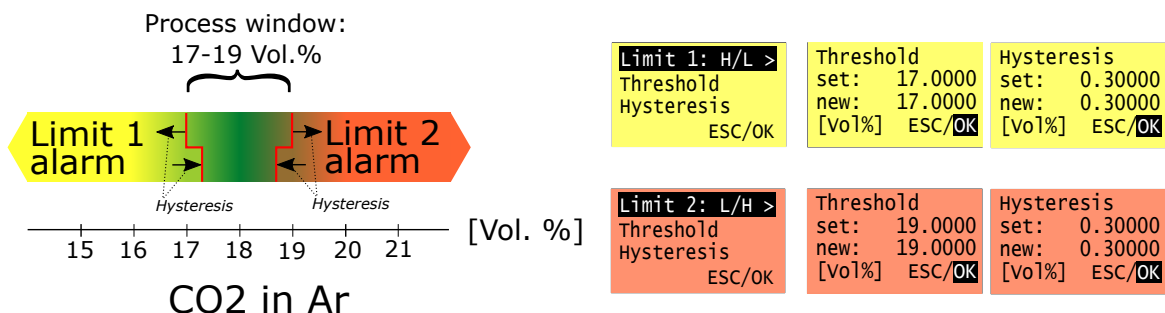 Process window:
17-19 Vol.%
Limit 1
alarm
Limit 2
alarm
Hysteresis
Hysteresis
15 16 17 18 19 20 21
[Vol. %]
CO2 in Ar
Limit 1: H/L >
Threshold
Hysteresis
ESC/OK
Threshold
set: 17.0000
new: 17.0000
[Vol%] ESC/OK
Hysteresis
set: 0.30000
new: 0.30000
[Vol%] ESC/OK
Limit 2: L/H >
Threshold
Hysteresis
ESC/OK
Threshold
set: 19.0000
new: 19.0000
[Vol%] ESC/OK
Hysteresis
set: 0.30000
new: 0.30000
[Vol%] ESC/OK